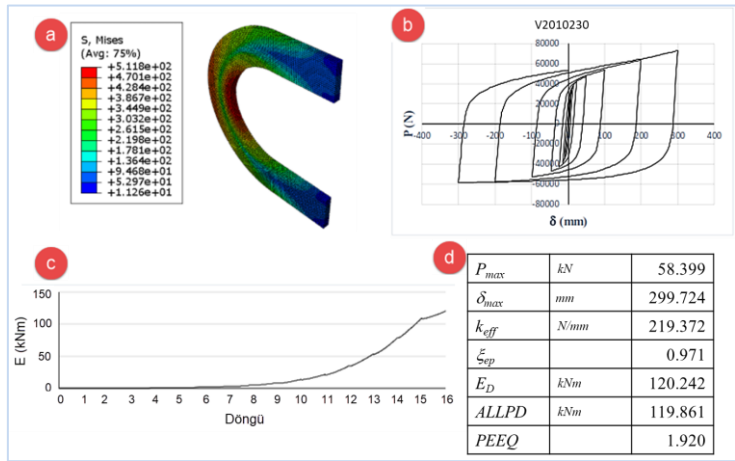 a
S, Mises
(Avg: 75%)
+5.118e+02
+4.701e+02
+4.284e+02
+3.867e+02
+3.449e+02
+3.032e+02
+2.615e+02
+2.198e+02
+1.781e+02
+1.364e+02
+9.468e+01
+5.297e+01
+1.126e+01
b
V2010230
80000
60000
40000
20000
0
-400 -300 -200 -100 0 100 200 300 400
-20000
-40000
-60000
-80000
P (N)
δ (mm)
c
150
100
50
0
E (kNm)
0 1 2 3 4 5 6 7 8 9 10 11 12 13 14 15 16
Döngü
d
Pmax kN 58.399
δmax mm 299.724
keff N/mm 219.372
ξep 0.971
ED kNm 120.242
ALLPD kNm 119.861
PEEQ 1.920